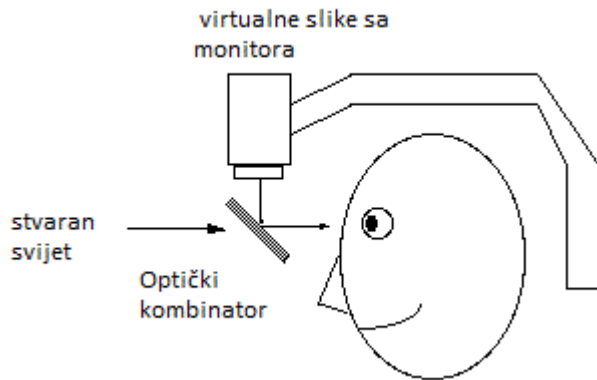 virtualne slike sa
monitora
stvaran
svijet
Optički
kombinator